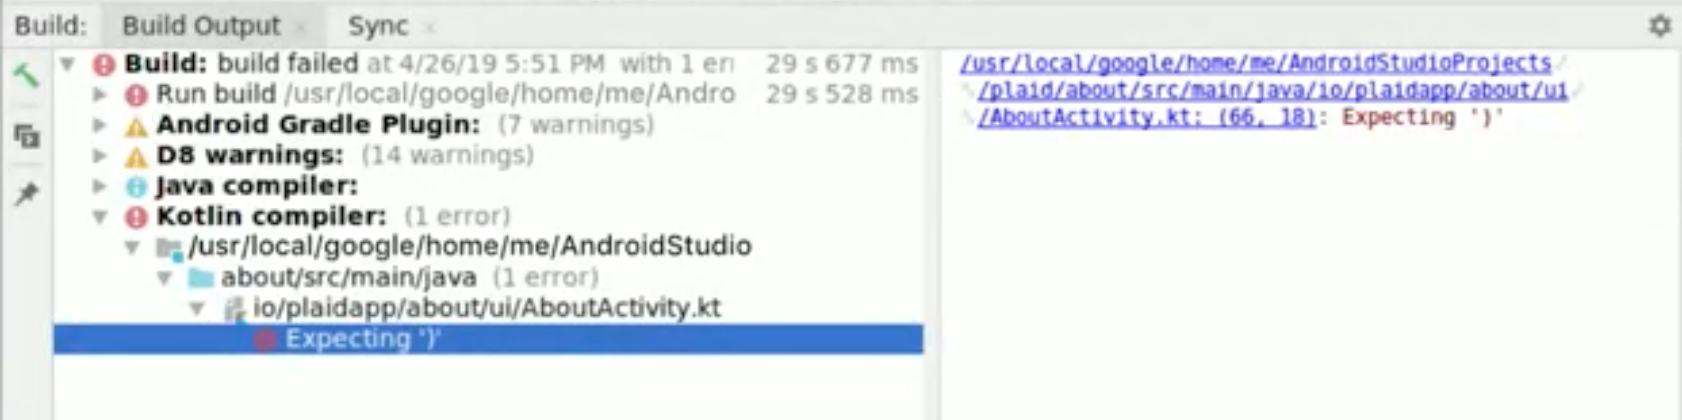 Build: Build Output × Sync ×
Build: build failed at 4/26/19 5:51 PM with 1 err 29 s 677 ms
Run build /usr/local/google/home/me/Andro 29 s 528 ms
Android Gradle Plugin: (7 warnings)
D8 warnings: (14 warnings)
Java compiler:
Kotlin compiler: (1 error)
/usr/local/google/home/me/AndroidStudio
about/src/main/java (1 error)
io/plaidapp/about/ui/AboutActivity.kt
Expecting ')'
/usr/local/google/home/me/AndroidStudioProjects
/plaid/about/src/main/java/io/plaidapp/about/ui
/AboutActivity.kt: (66, 18): Expecting ')'